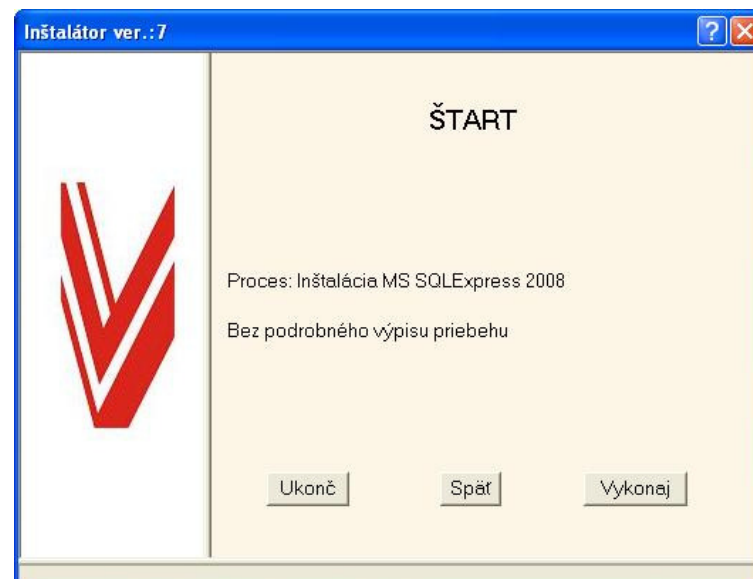 Inštalátor ver.:7
ŠTART
Proces: Inštalácia MS SQLExpress 2008
Bez podrobného výpisu priebehu
Ukonč Späť Vykonaj